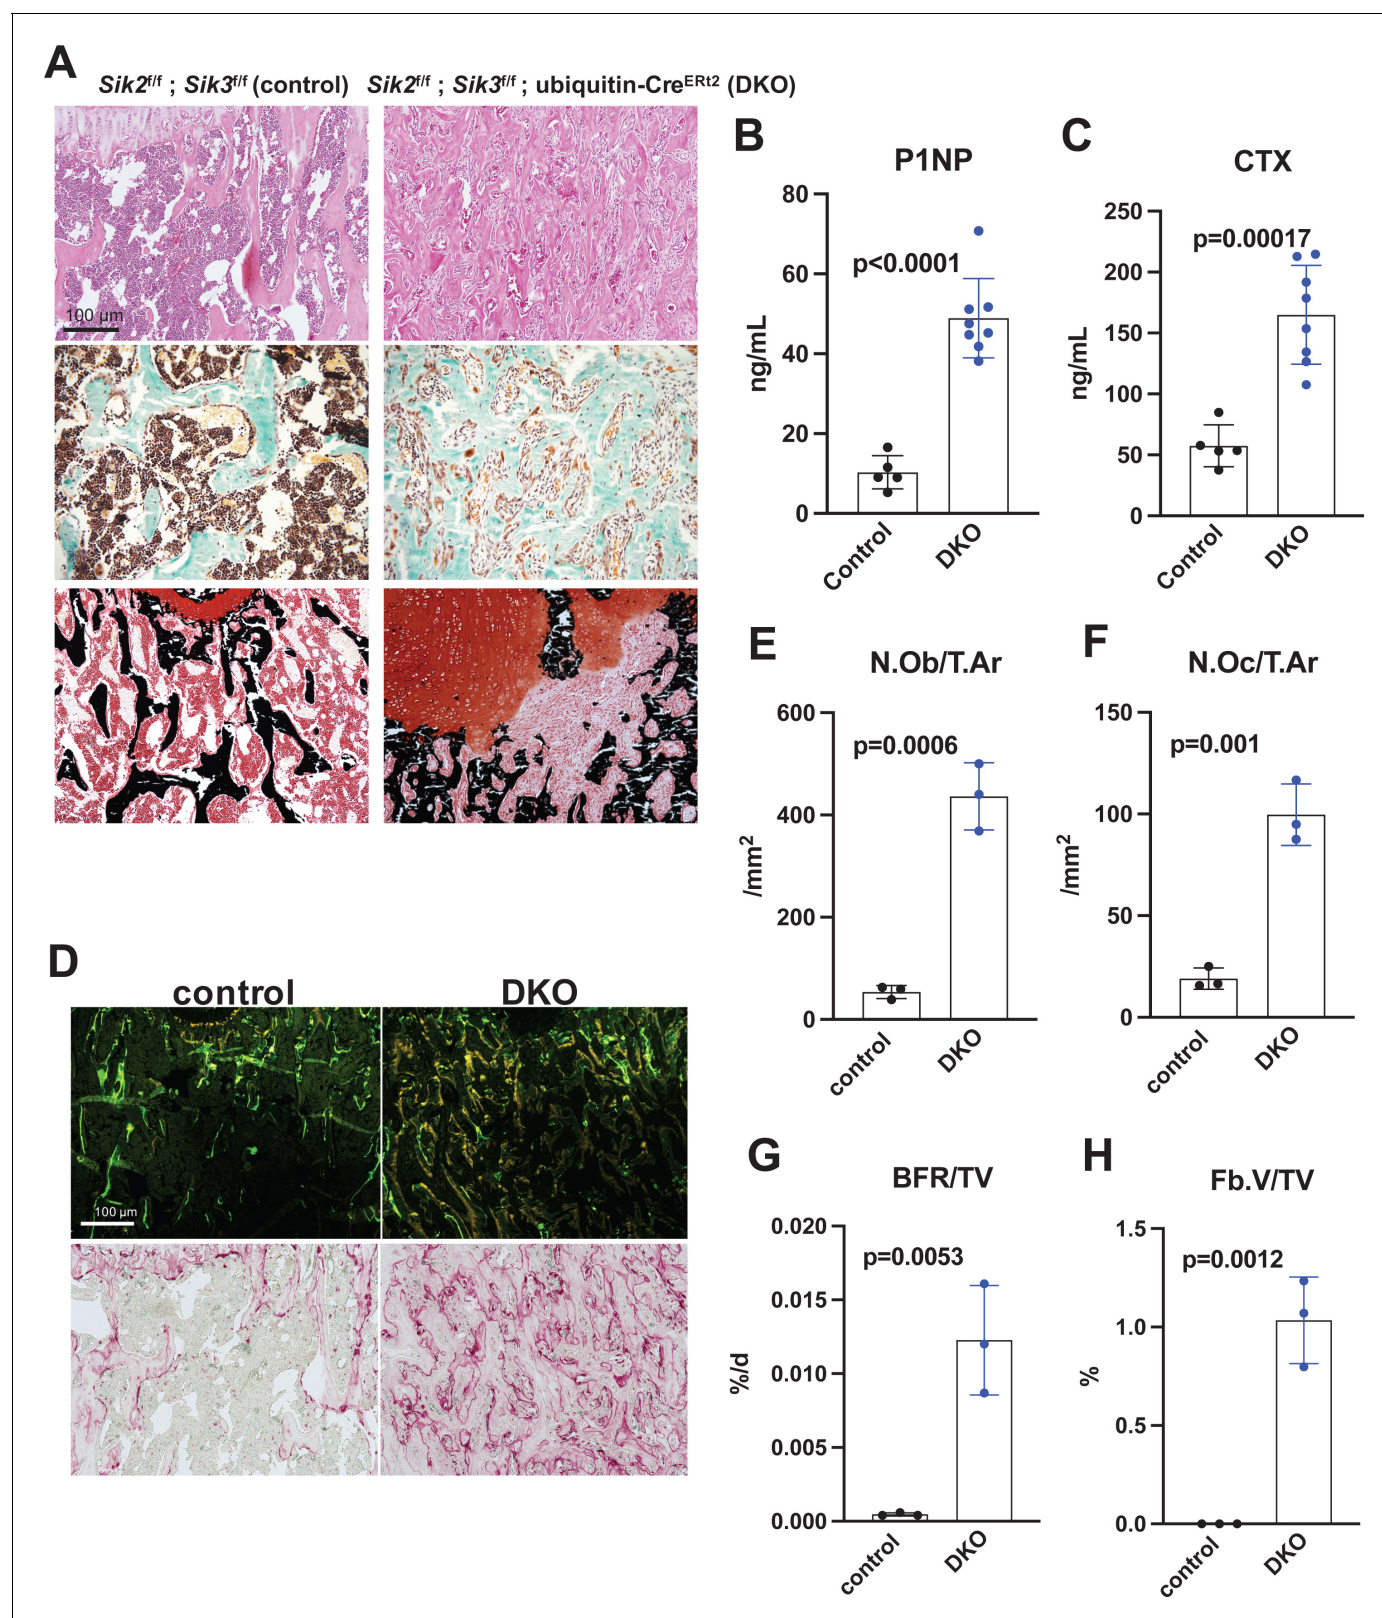 A
Sik2f/f ; Sik3f/f (control) Sik2f/f ; Sik3f/f ; ubiquitin-CreERt2 (DKO)
100 µm
B
P1NP
ng/mL
80
60
40
20
0
p<0.0001
Control
DKO
C
CTX
ng/mL
250
200
150
100
50
0
p=0.00017
Control
DKO
D
control
DKO
100 µm
E
N.Ob/T.Ar
/mm2
600
400
200
0
p=0.0006
control
DKO
F
N.Oc/T.Ar
/mm2
150
100
50
0
p=0.001
control
DKO
G
BFR/TV
%/d
0.020
0.015
0.010
0.005
0.000
p=0.0053
control
DKO
H
Fb.V/TV
%
1.5
1.0
0.5
0.0
p=0.0012
control
DKO